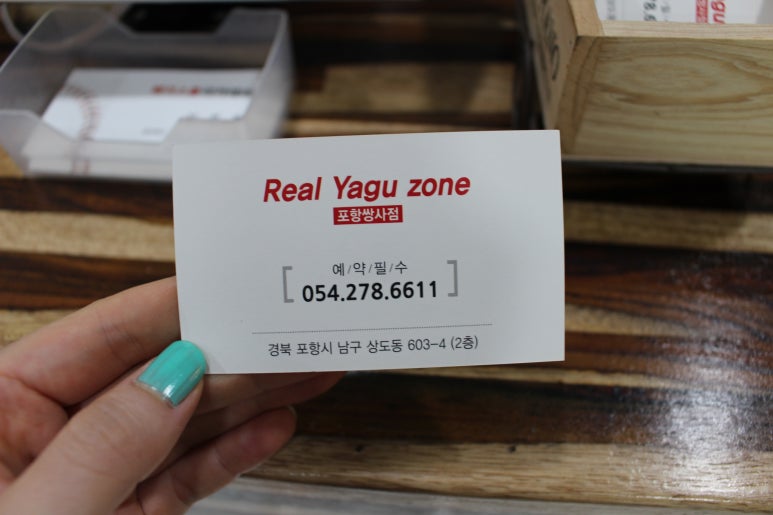 Real Yagu zone
포항쌍사점
예/약/필/수
[054.278.6611]
경북 포항시 남구 상도동 603-4 (2층)